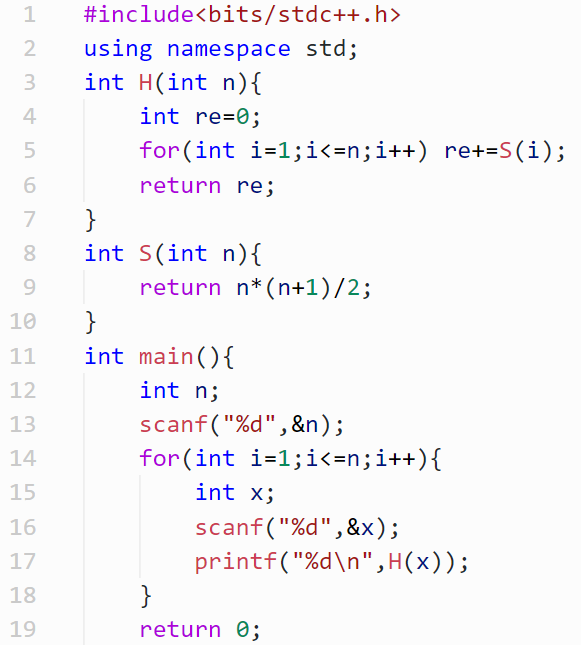 1 #include<bits/stdc++.h>
2 using namespace std;
3 int H(int n){
4 int re=0;
5 for(int i=1;i<=n;i++) re+=S(i);
6 return re;
7 }
8 int S(int n){
9 return n*(n+1)/2;
10 }
11 int main(){
12 int n;
13 scanf("%d",&n);
14 for(int i=1;i<=n;i++){
15 int x;
16 scanf("%d",&x);
17 printf("%d\n",H(x));
18 }
19 return 0;